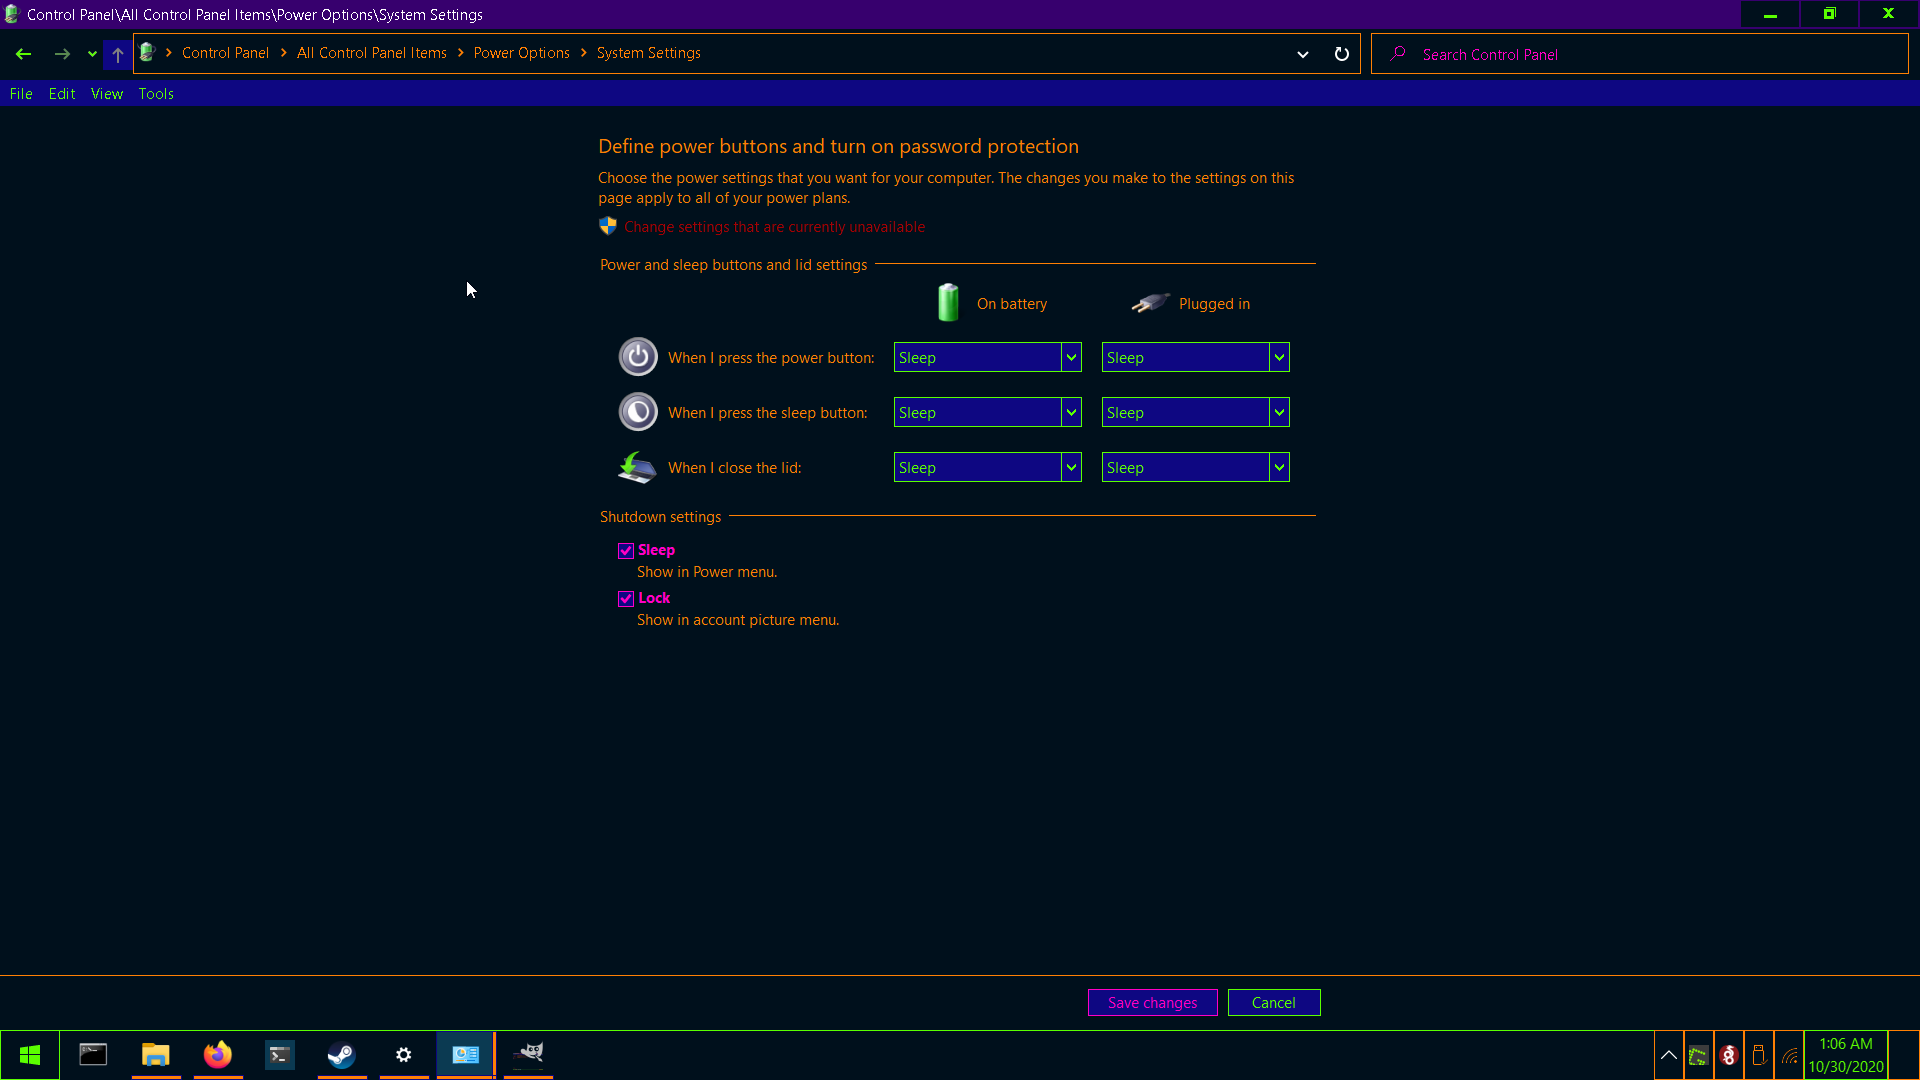 Control Panel\All Control Panel Items\Power Options\System Settings
Control Panel All Control Panel Items Power Options System Settings
Search Control Panel
File Edit View Tools
Define power buttons and turn on password protection
Choose the power settings that you want for your computer. The changes you make to the settings on this
page apply to all of your power plans.
Change settings that are currently unavailable
Power and sleep buttons and lid settings
On battery Plugged in
When I press the power button: Sleep Sleep
When I press the sleep button: Sleep Sleep
When I close the lid: Sleep Sleep
Shutdown settings
Sleep
Show in Power menu.
Lock
Show in account picture menu.
Save changes Cancel
1:06 AM
10/30/2020